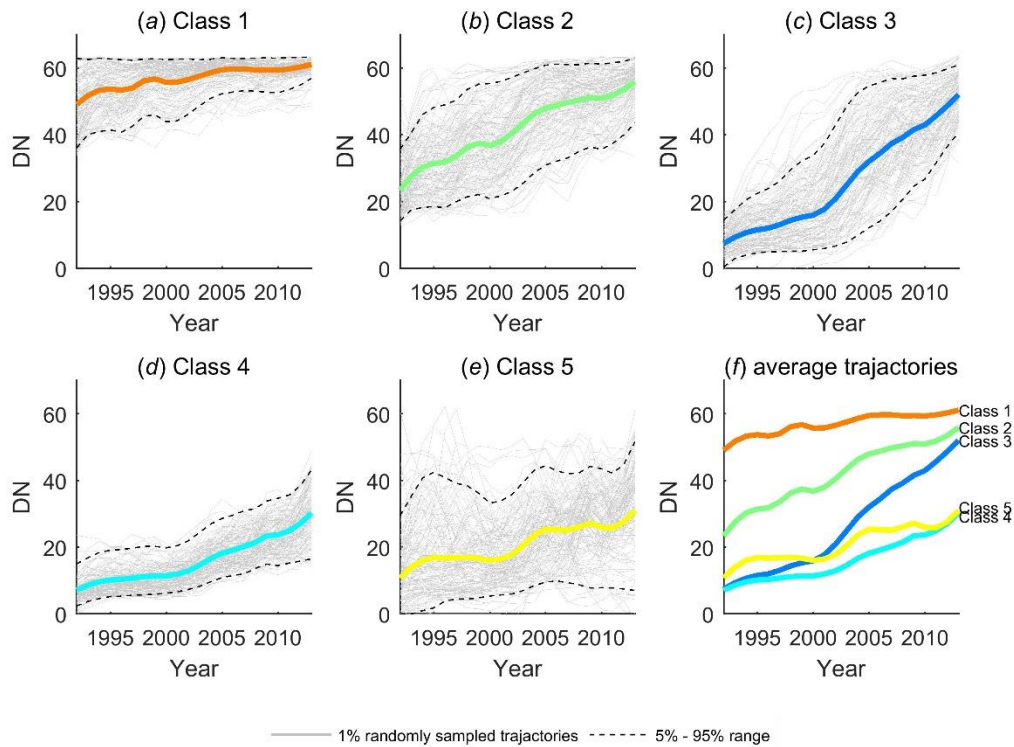 (a) Class 1
(b) Class 2
(c) Class 3
60
40
20
0
DN
1995 2000 2005 2010
Year
60
40
20
0
DN
1995 2000 2005 2010
Year
60
40
20
0
DN
1995 2000 2005 2010
Year
(d) Class 4
(e) Class 5
(f) average trajactories
60
40
20
0
DN
1995 2000 2005 2010
Year
60
40
20
0
DN
1995 2000 2005 2010
Year
60
40
20
0
DN
1995 2000 2005 2010
Year
Class 1
Class 2
Class 3
Class 5
Class 4
1% randomly sampled trajectories
5% - 95% range